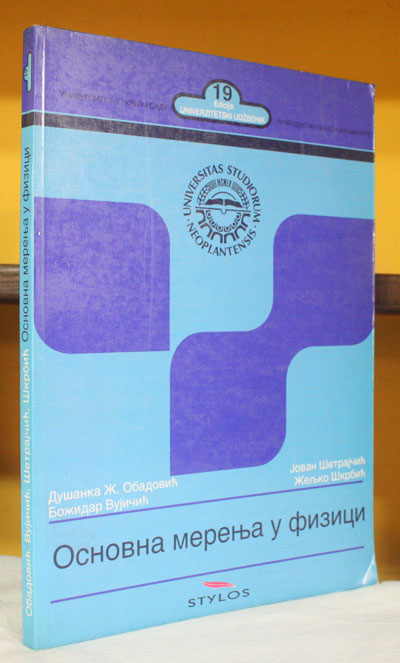 19
Edicija
UNIVERZITETSKI UDŽBENIK
UNIVERSITAS STUDIORUM
NEOPLANTENSIS
Душанка Ж. Обадовић
Божидар Вујичић
Јован Шетрајчић
Жељко Шкрбић
Основна мерења у физици
STYLOS
Обадовић, Вујичић, Шетрајчић, Шкрбић Основна мерења у физици